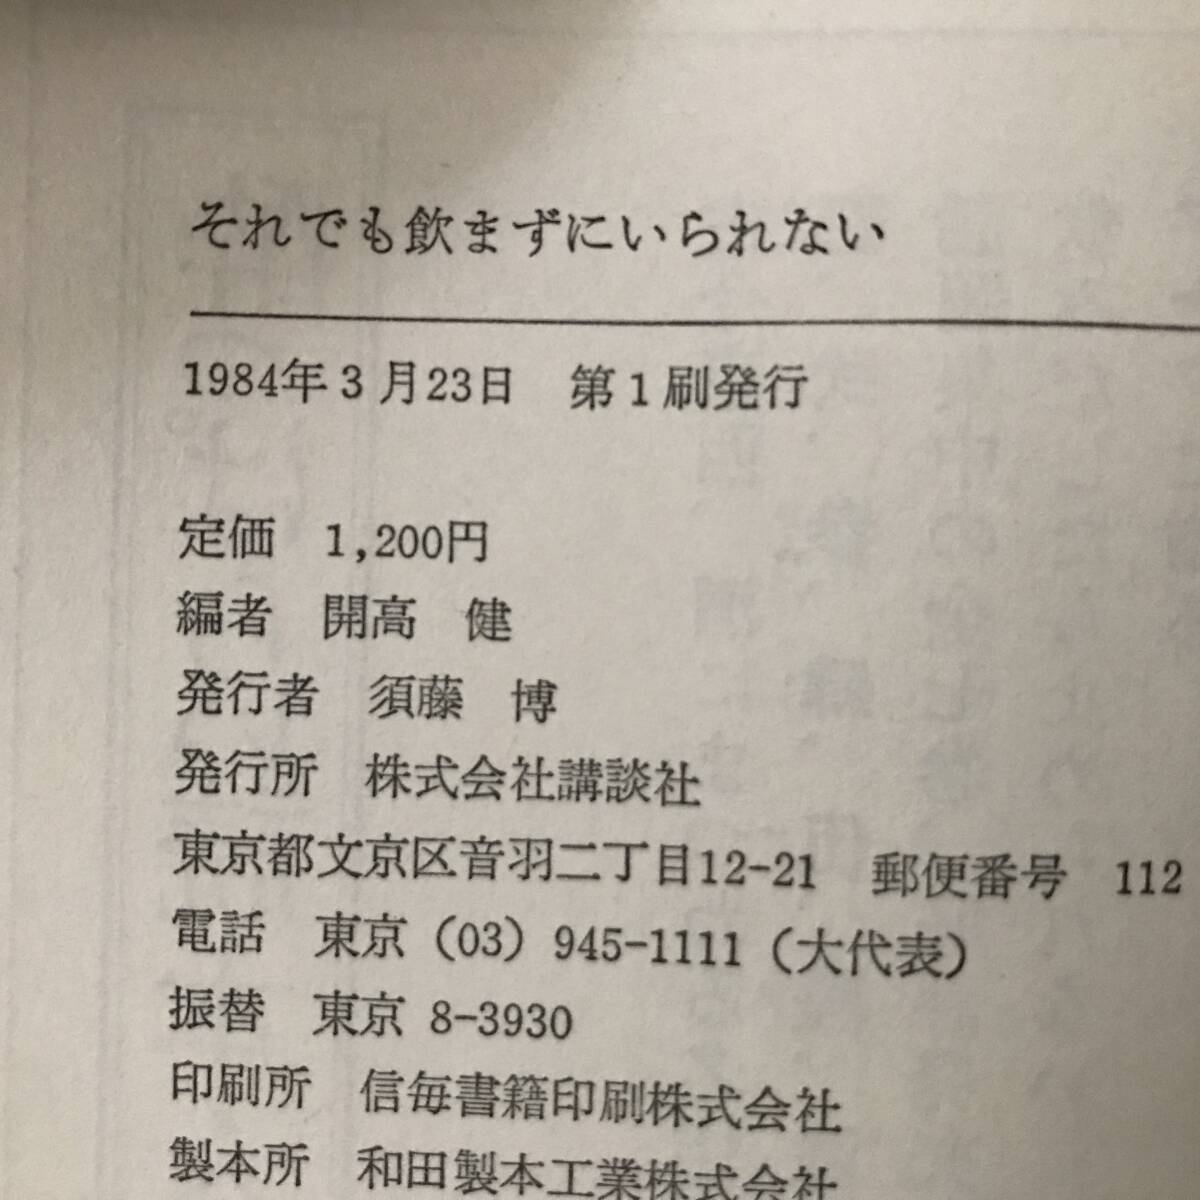 それでも飲まずにいられない
1984年3月23日　第1刷発行
定価　1,200円
編者　開高　健
発行者　須藤　博
発行所　株式会社講談社
東京都文京区音羽二丁目12-21　郵便番号　112
電話　東京（03）945-1111（大代表）
振替　東京 8-3930
印刷所　信毎書籍印刷株式会社
製本所　和田製本工業株式会社